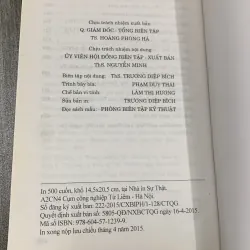 Chịu trách nhiệm xuất bản
Q. GIÁM ĐỐC - TỔNG BIÊN TẬP
TS. HOÀNG PHONG HÀ
Chịu trách nhiệm nội dung
ỦY VIÊN HỘI ĐỒNG BIÊN TẬP - XUẤT BẢN
ThS. NGUYỄN MINH
Biên tập nội dung: ThS. TRƯƠNG DIỆP BÍCH
Trình bày bìa: PHẠM DUY THÁI
Chế bản vi tính: LÂM THỊ HƯƠNG
Sửa bản in: TRƯƠNG DIỆP BÍCH
Đọc sách mẫu: PHÒNG BIÊN TẬP KỸ THUẬT
In 500 cuốn, khổ 14,5x20,5 cm, tại Nhà in Sự Thật.
A2CN4 Cụm công nghiệp Từ Liêm - Hà Nội.
Số đăng ký xuất bản: 222-2015/CXBIPH/1-128/CTQG.
Quyết định xuất bản số: 5805-QĐ/NXBCTQG ngày 16-4-2015.
Mã số ISBN: 978-604-57-1239-9.
In xong nộp lưu chiểu tháng 4 năm 2015.